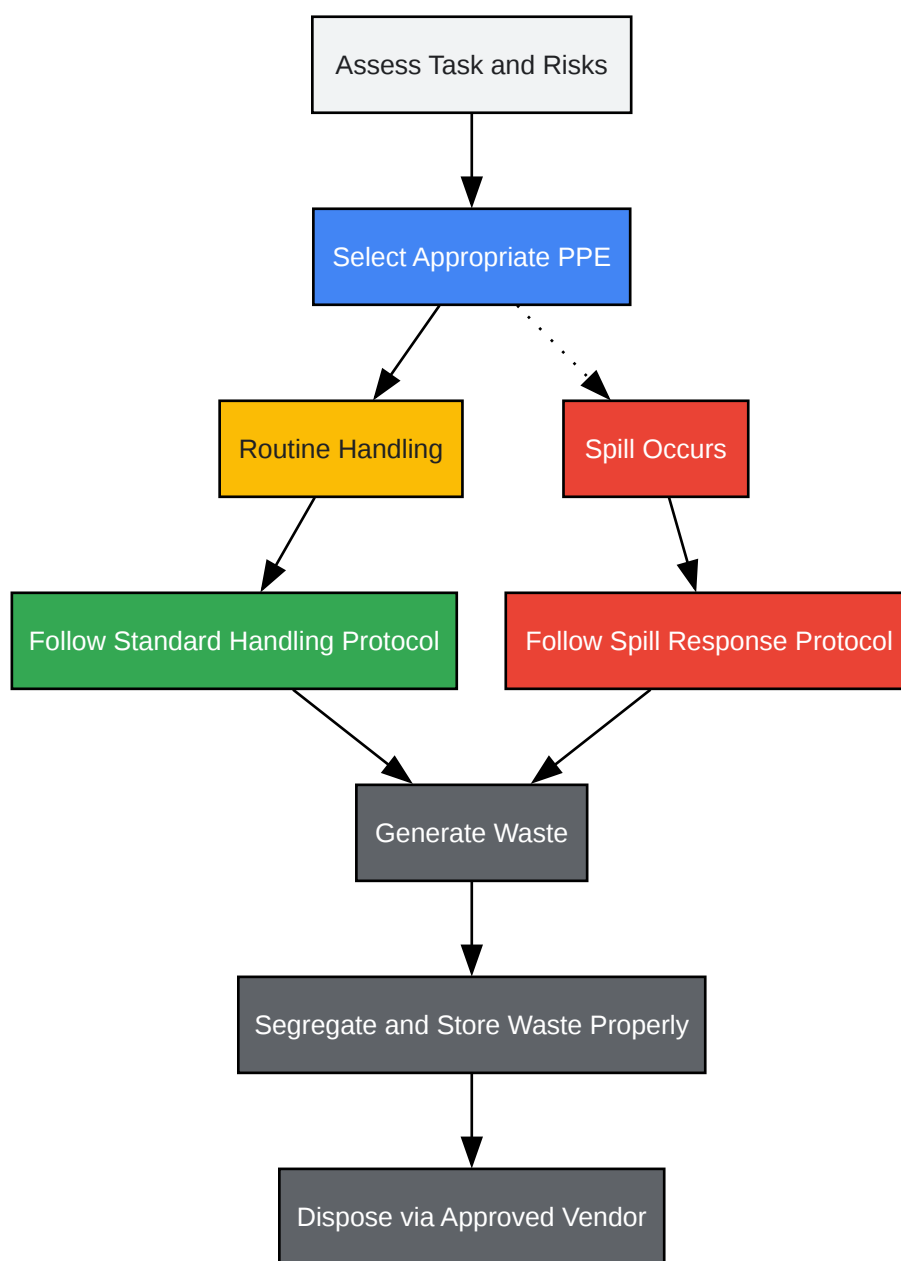 Assess Task and Risks
Select Appropriate PPE
Routine Handling
Spill Occurs
Follow Standard Handling Protocol
Follow Spill Response Protocol
Generate Waste
Segregate and Store Waste Properly
Dispose via Approved Vendor